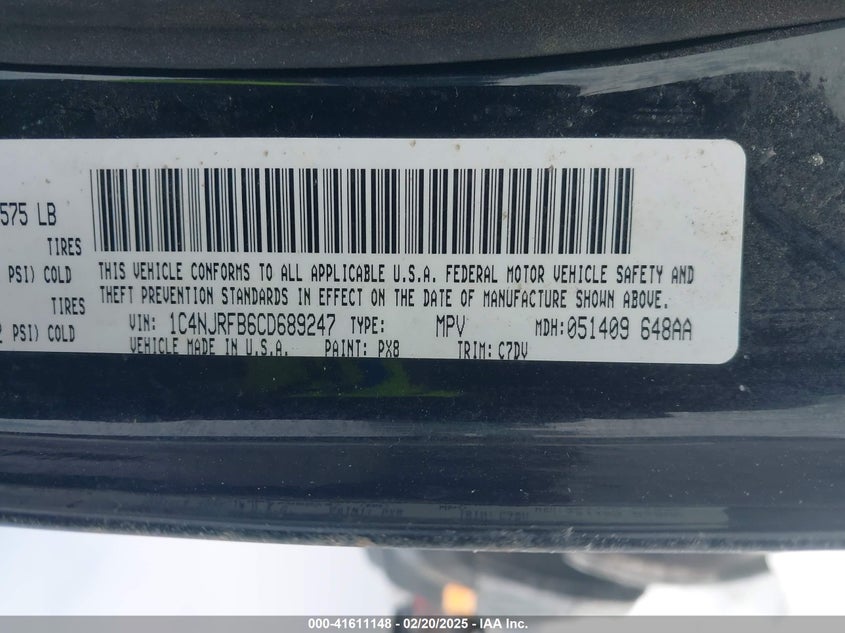 575 LB
TIRES
PSI) COLD
TIRES
PSI) COLD
THIS VEHICLE CONFORMS TO ALL APPLICABLE U.S.A. FEDERAL MOTOR VEHICLE SAFETY AND
THEFT PREVENTION STANDARDS IN EFFECT ON THE DATE OF MANUFACTURE SHOWN ABOVE.
VIN: 1C4NJRFB6CD689247 TYPE: MPV MDH:051409 648AA
VEHICLE MADE IN U.S.A. PAINT: PX8 TRIM: C7DV
000-41611148 - 02/20/2025 - IAA Inc.